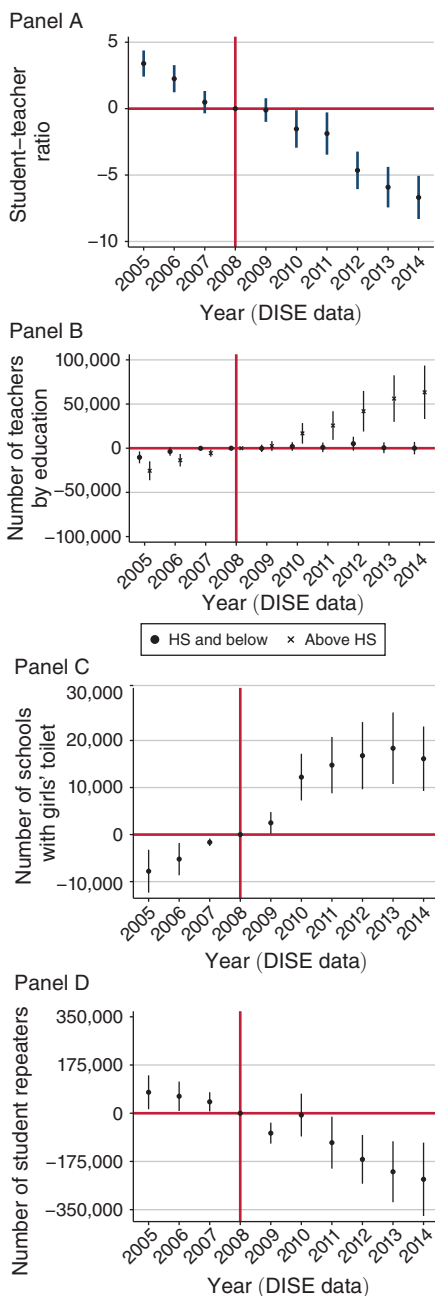 Panel A
Student–teacher
ratio
5
0
−5
−10
2005 2006 2007 2008 2009 2010 2011 2012 2013 2014
Year (DISE data)
Panel B
Number of teachers
by education
100,000
50,000
0
−50,000
−100,000
2005 2006 2007 2008 2009 2010 2011 2012 2013 2014
Year (DISE data)
HS and below Above HS
Panel C
Number of schools
with girls' toilet
30,000
20,000
10,000
0
−10,000
2005 2006 2007 2008 2009 2010 2011 2012 2013 2014
Year (DISE data)
Panel D
Number of student repeaters
350,000
175,000
0
−175,000
−350,000
2005 2006 2007 2008 2009 2010 2011 2012 2013 2014
Year (DISE data)